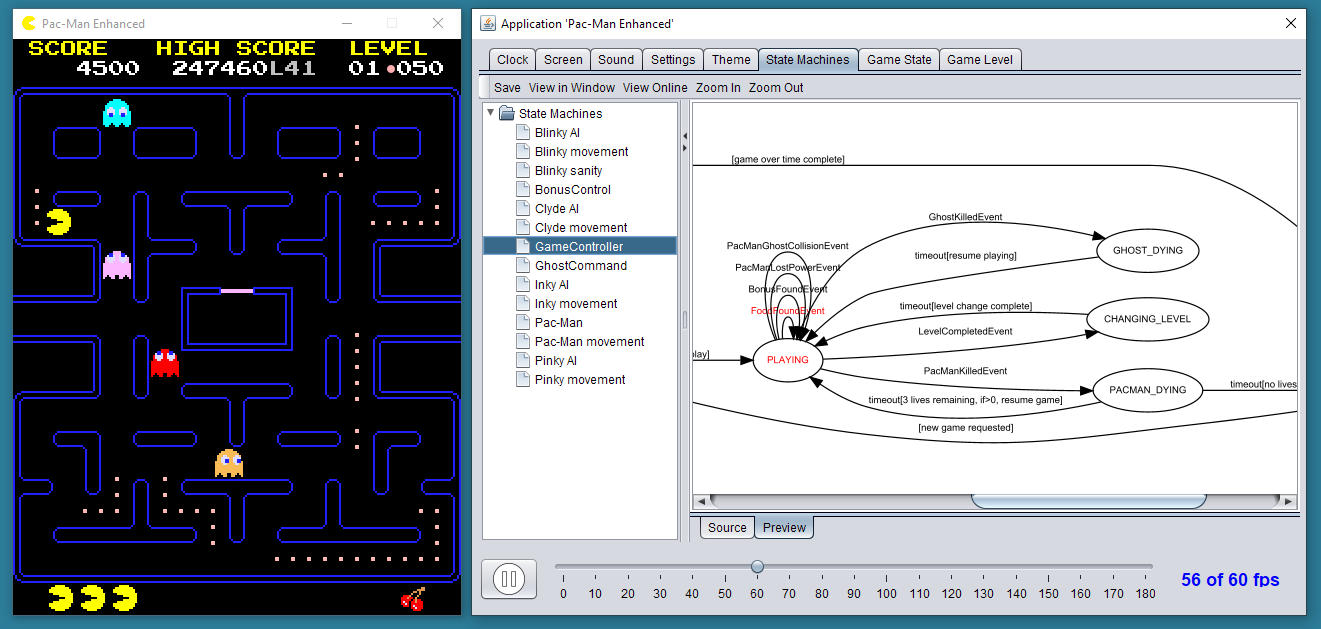 Pac-Man Enhanced
SCORE HIGH SCORE LEVEL
4500 247460L41 01 050
Application 'Pac-Man Enhanced'
Clock Screen Sound Settings Theme State Machines Game State Game Level
Save View in Window View Online Zoom In Zoom Out
State Machines
Blinky AI
Blinky movement
Blinky sanity
BonusControl
Clyde AI
Clyde movement
GameController
GhostCommand
Inky AI
Inky movement
Pac-Man
Pac-Man movement
Pinky AI
Pinky movement
[game over time complete]
GhostKilledEvent
PacManGhostCollisionEvent
GHOST_DYING
timeout[resume playing]
PacManLostPowerEvent
BonusFoundEvent
timeout[level change complete]
FoodFoundEvent
CHANGING_LEVEL
LevelCompletedEvent
play]
PLAYING
PacManKilledEvent
PACMAN_DYING
timeout[no lives
timeout[3 lives remaining, if>0, resume game]
[new game requested]
Source Preview
0 10 20 30 40 50 60 70 80 90 100 110 120 130 140 150 160 170 180
56 of 60 fps